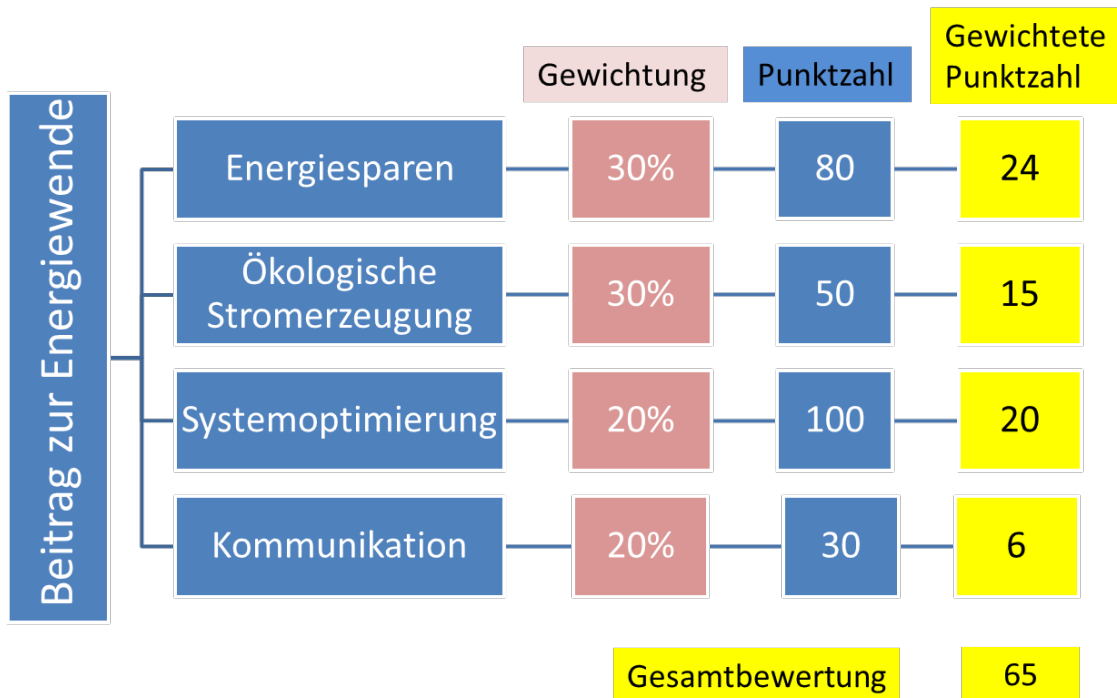 Gewichtung
Punktzahl
Gewichtete
Punktzahl
Beitrag zur Energiewende
Energiesparen
30%
80
24
Ökologische
Stromerzeugung
30%
50
15
Systemoptimierung
20%
100
20
Kommunikation
20%
30
6
Gesamtbewertung
65